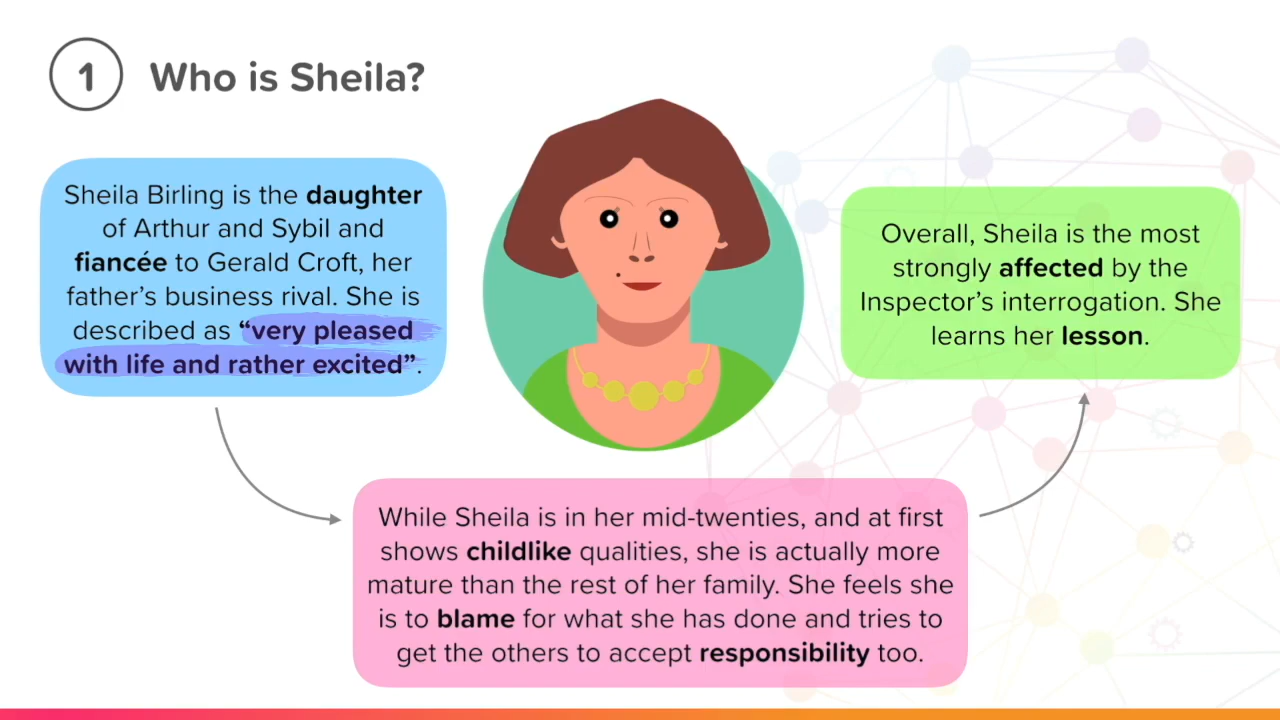 1 Who is Sheila?
Sheila Birling is the daughter
of Arthur and Sybil and
fiancée to Gerald Croft, her
father’s business rival. She is
described as “very pleased
with life and rather excited”.
While Sheila is in her mid-twenties, and at first
shows childlike qualities, she is actually more
mature than the rest of her family. She feels she
is to blame for what she has done and tries to
get the others to accept responsibility too.
Overall, Sheila is the most
strongly affected by the
Inspector’s interrogation. She
learns her lesson.